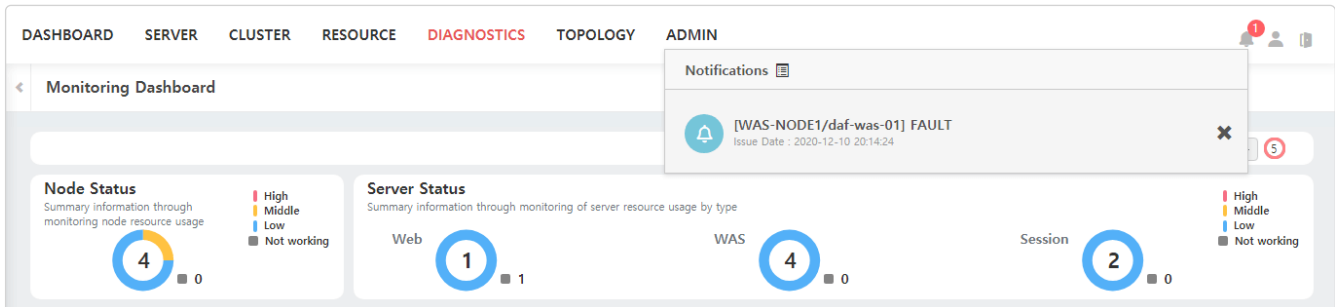 DASHBOARD SERVER CLUSTER RESOURCE DIAGNOSTICS TOPOLOGY ADMIN
1
Notifications
Monitoring Dashboard
[WAS-NODE1/daf-was-01] FAULT
Issue Date : 2020-12-10 20:14:24
5
Node Status
Summary information through
monitoring node resource usage
High
Middle
Low
Not working
4
0
Server Status
Summary information through monitoring of server resource usage by type
High
Middle
Low
Not working
Web
1
1
WAS
4
0
Session
2
0